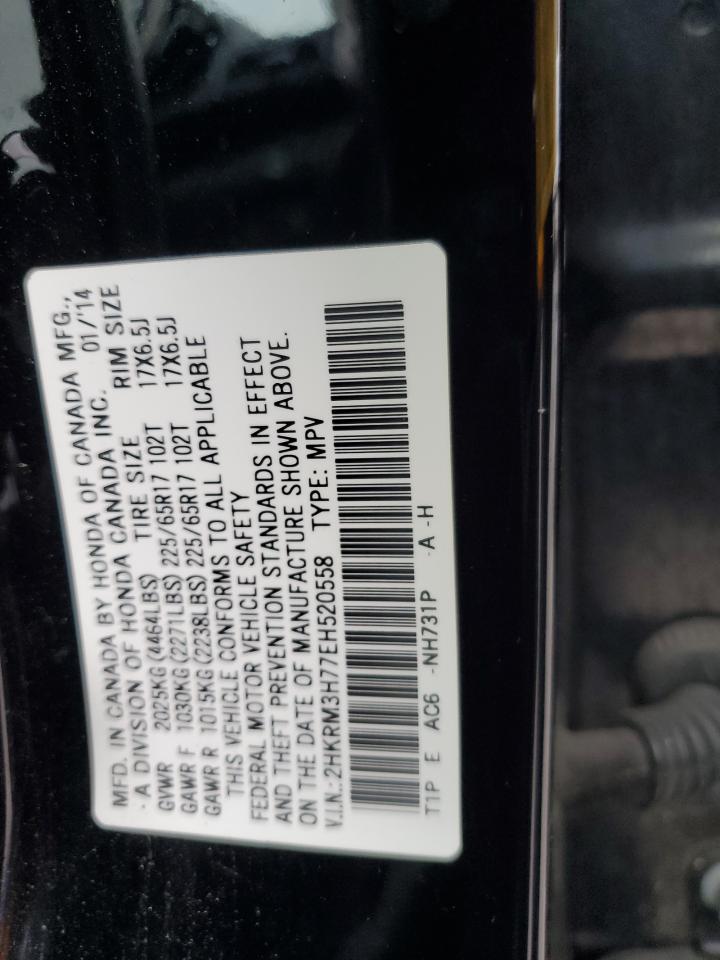 MFD. IN CANADA BY HONDA OF CANADA MFG.,
- A DIVISION OF HONDA CANADA INC. 01/'14
TIRE SIZE RIM SIZE
GVWR 2025KG (4464LBS)
GAWR F 1030KG (2271LBS) 225/65R17 102T 17X6.5J
GAWR R 1015KG (2238LBS) 225/65R17 102T 17X6.5J
THIS VEHICLE CONFORMS TO ALL APPLICABLE
FEDERAL MOTOR VEHICLE SAFETY
AND THEFT PREVENTION STANDARDS IN EFFECT
ON THE DATE OF MANUFACTURE SHOWN ABOVE.
V.I.N.: 2HKRM3H77EH520558 TYPE: MPV
T1P E AC6 -NH731P -A -H